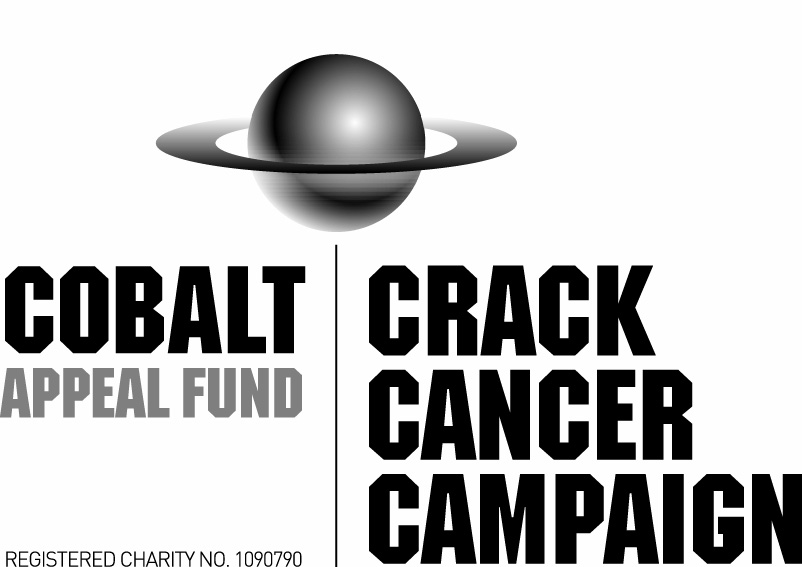 COBALT
APPEAL FUND
REGISTERED CHARITY NO. 1090790
CRACK
CANCER
CAMPAIGN